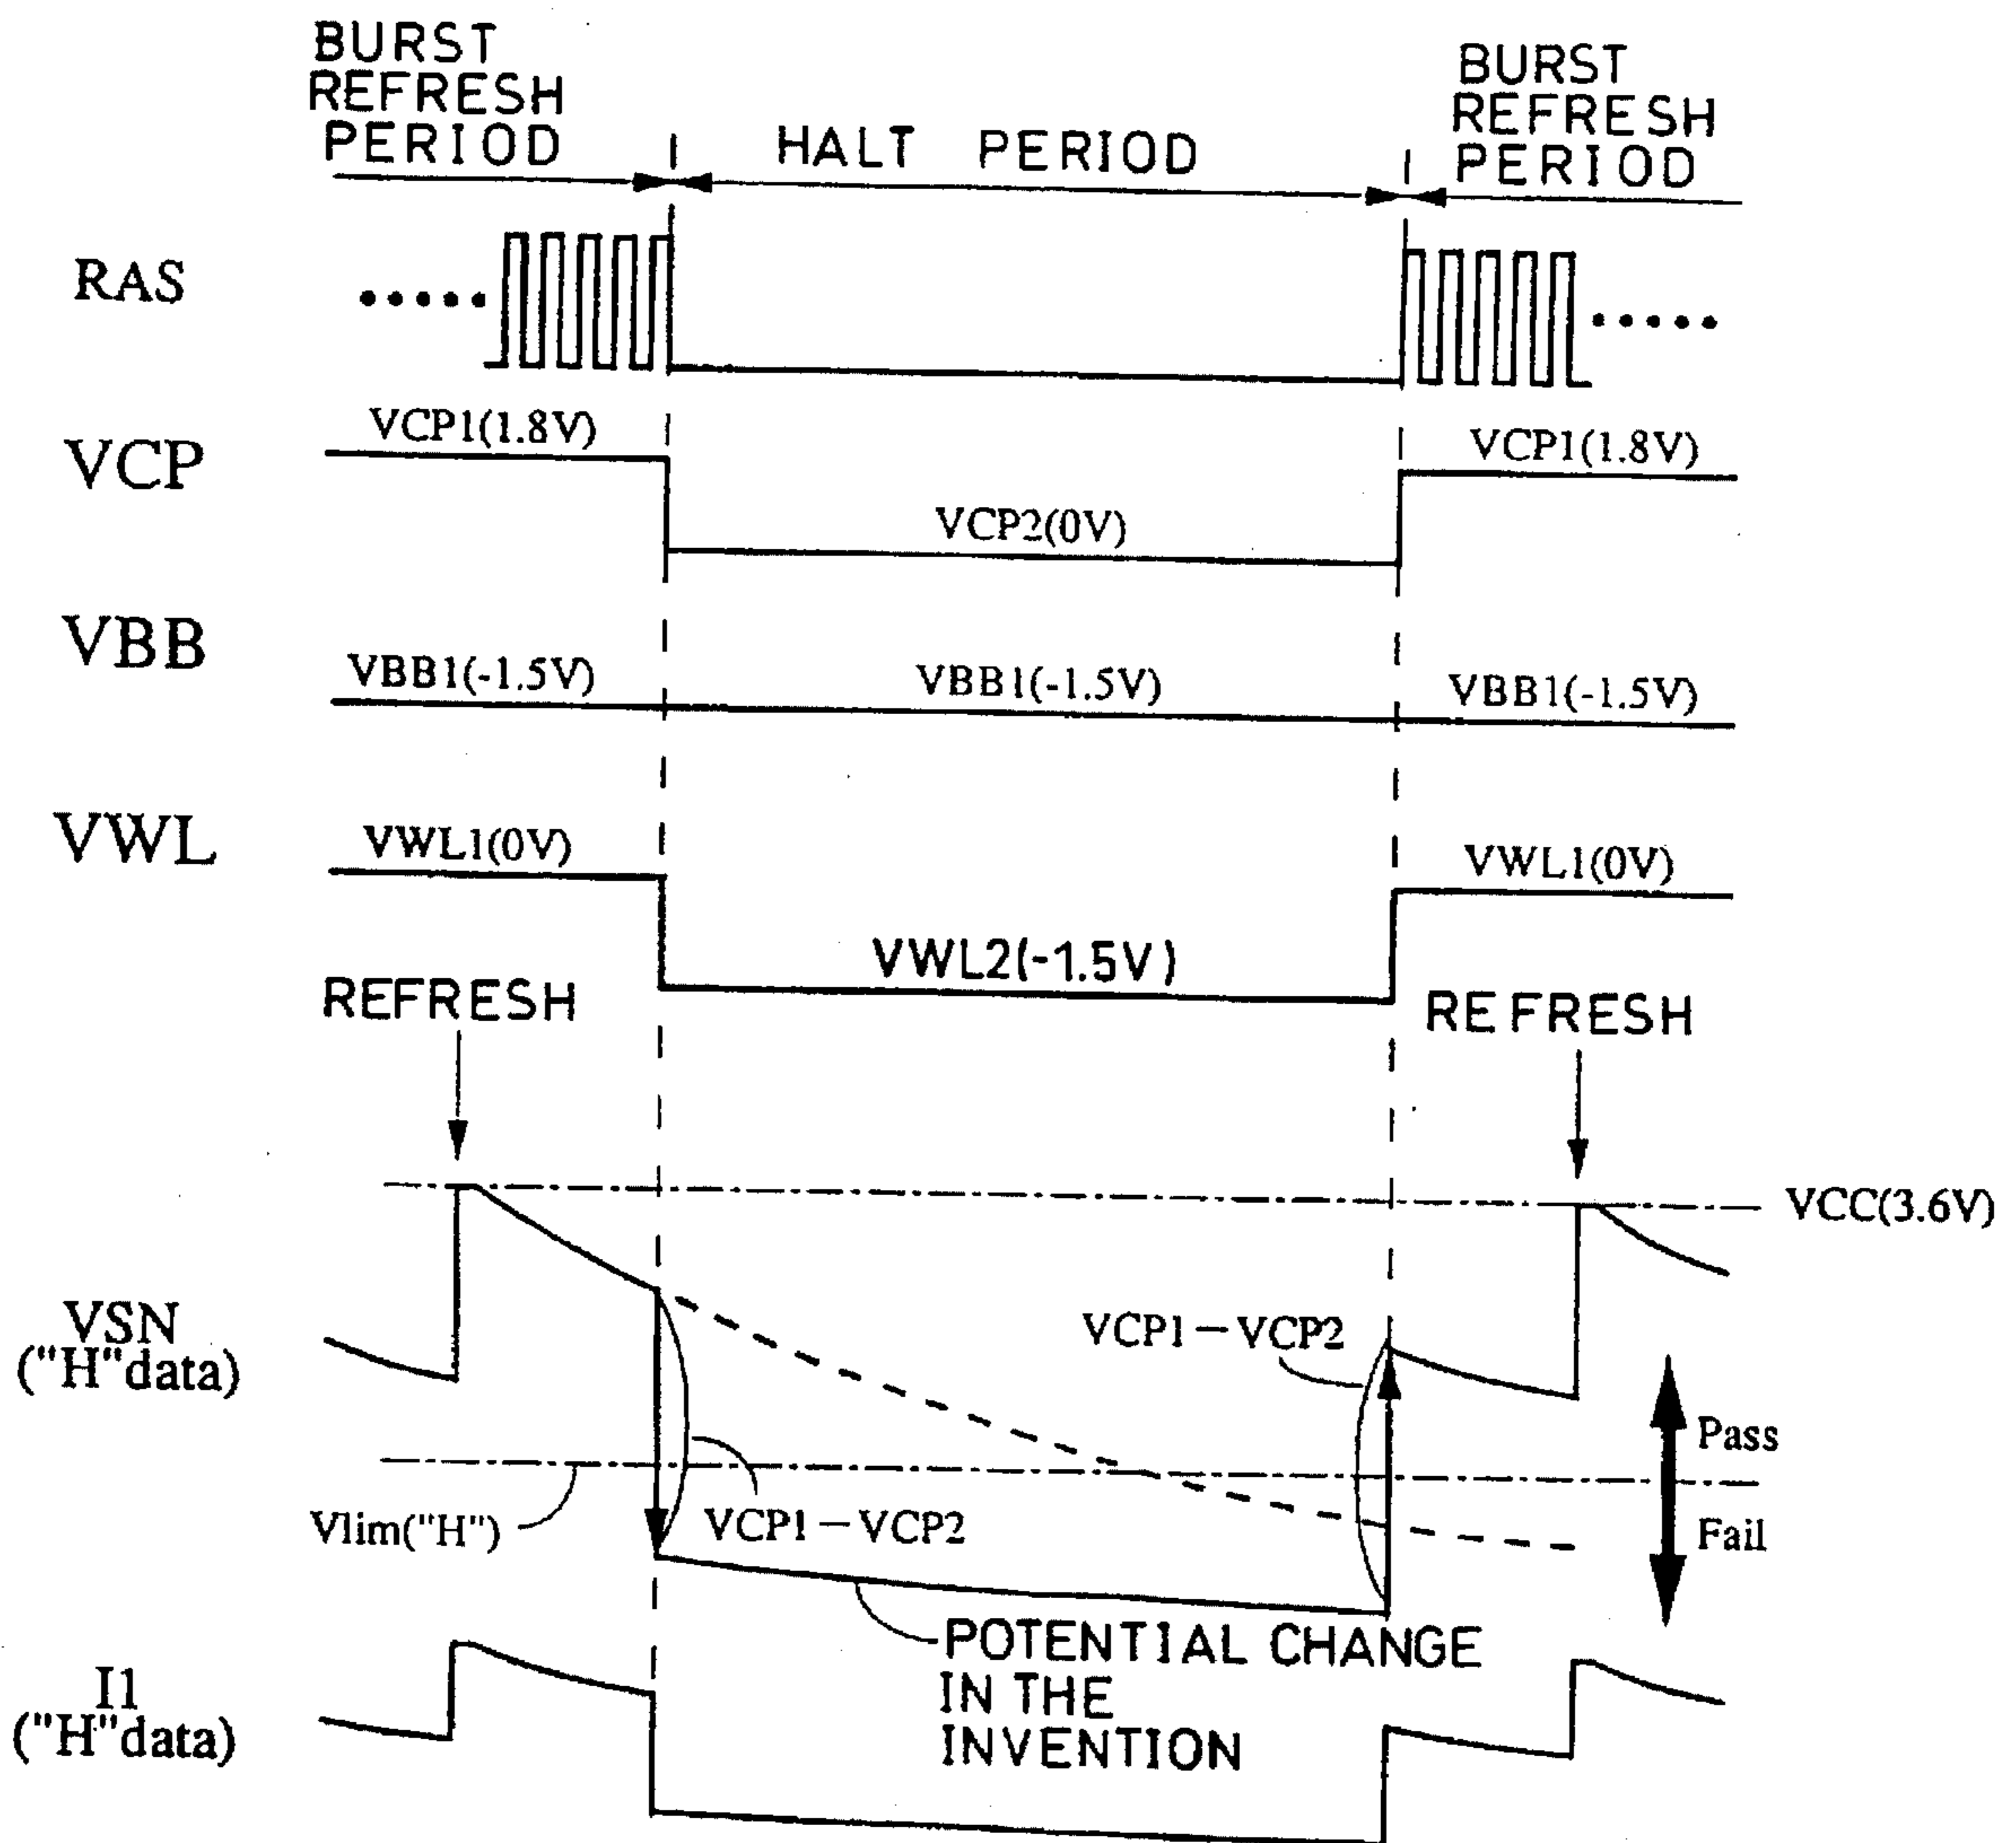 BURST
REFRESH
PERIOD
HALT PERIOD
BURST
REFRESH
PERIOD
RAS
VCP
VCP1(1.8V)
VCP2(0V)
VCP1(1.8V)
VBB
VBB1(-1.5V)
VBB1(-1.5V)
VBB1(-1.5V)
VWL
VWL1(0V)
VWL2(-1.5V)
VWL1(0V)
REFRESH
REFRESH
VCC(3.6V)
VSN
("H"data)
VCP1－VCP2
Vlim("H")
VCP1－VCP2
Pass
Fail
POTENTIAL CHANGE
IN THE
INVENTION
I1
("H"data)